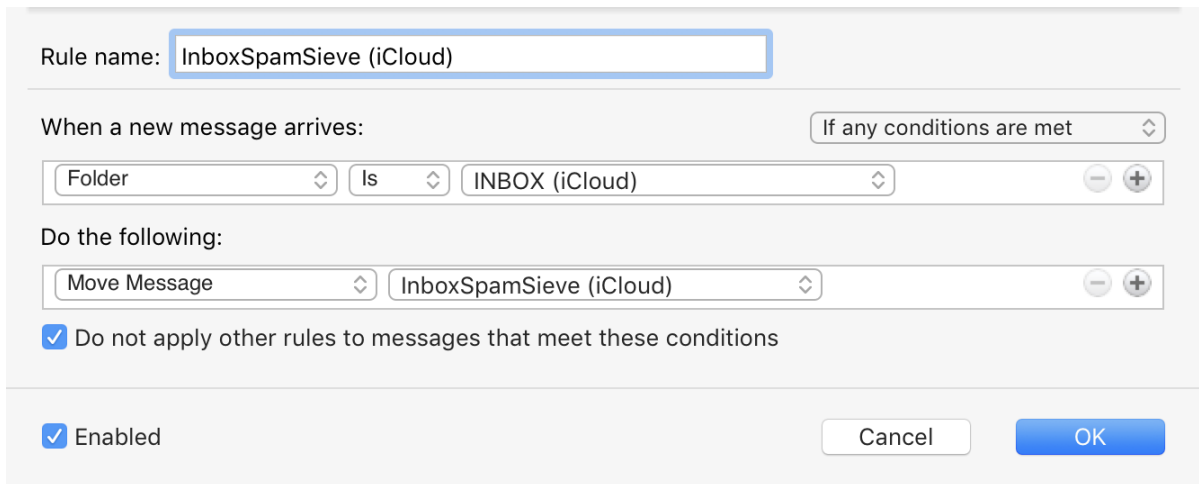 Rule name: InboxSpamSieve (iCloud)
When a new message arrives: If any conditions are met
Folder Is INBOX (iCloud)
Do the following:
Move Message InboxSpamSieve (iCloud)
Do not apply other rules to messages that meet these conditions
Enabled Cancel OK